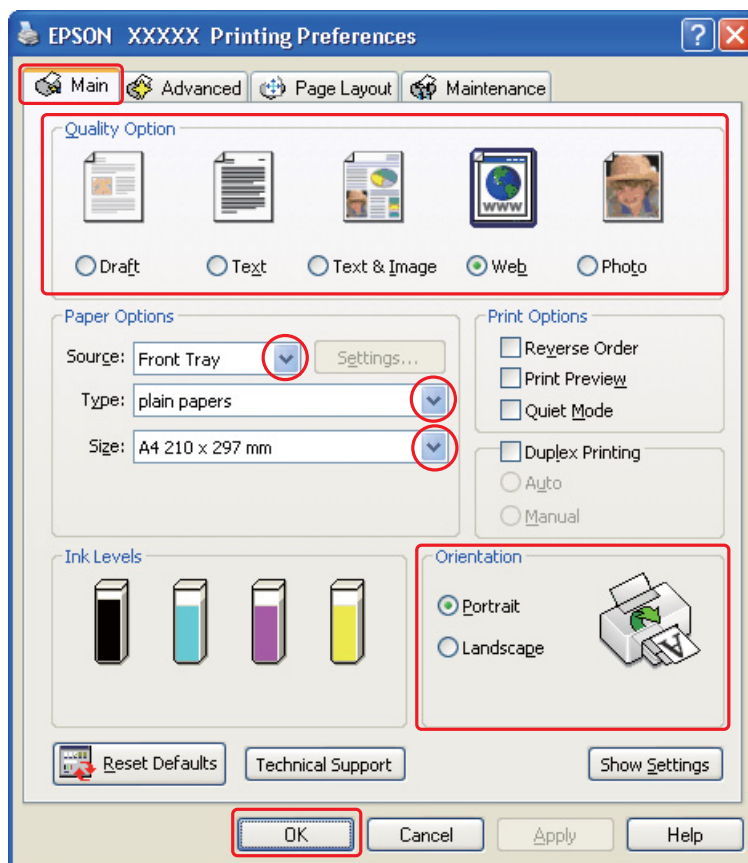 EPSON XXXXX Printing Preferences
Main Advanced Page Layout Maintenance
Quality Option
www
Draft Text Text & Image Web Photo
Paper Options
Source: Front Tray Settings...
Type: plain papers
Size: A4 210 x 297 mm
Print Options
Reverse Order
Print Preview
Quiet Mode
Duplex Printing
Auto
Manual
Ink Levels
Orientation
Portrait
Landscape
A
Reset Defaults Technical Support Show Settings
OK Cancel Apply Help